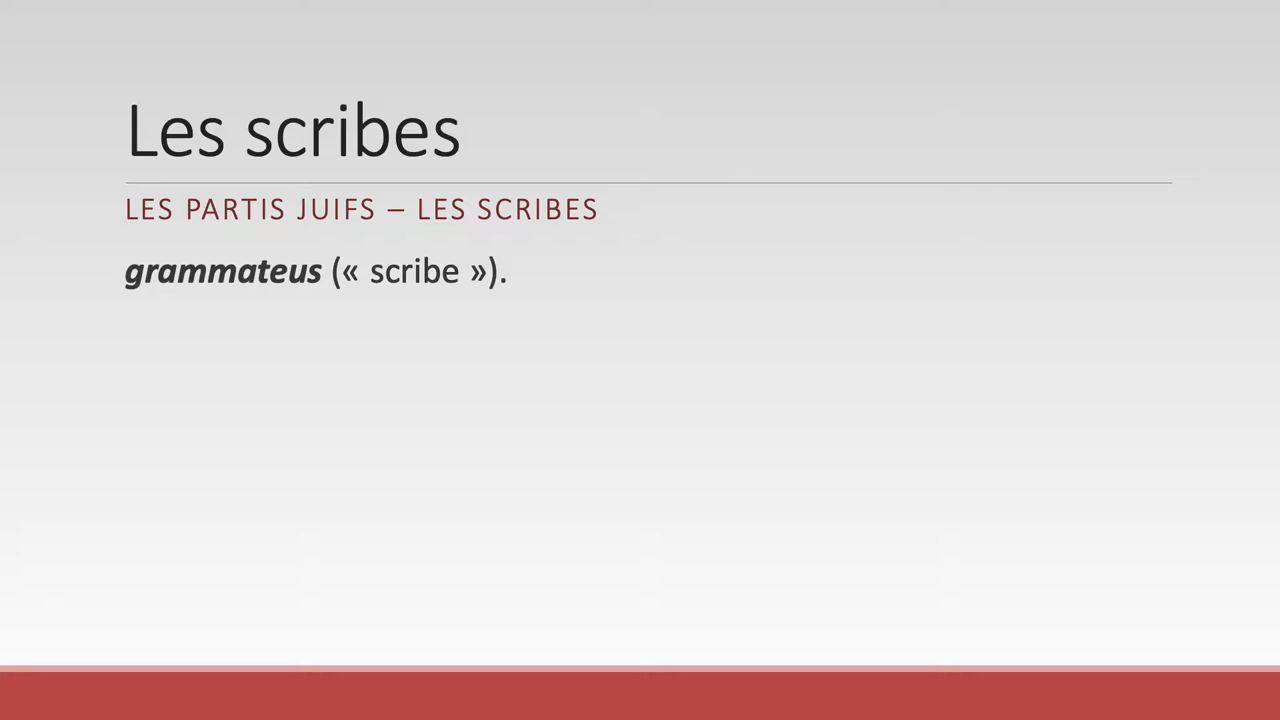 Les scribes
LES PARTIS JUIFS – LES SCRIBES
grammateus (« scribe »).